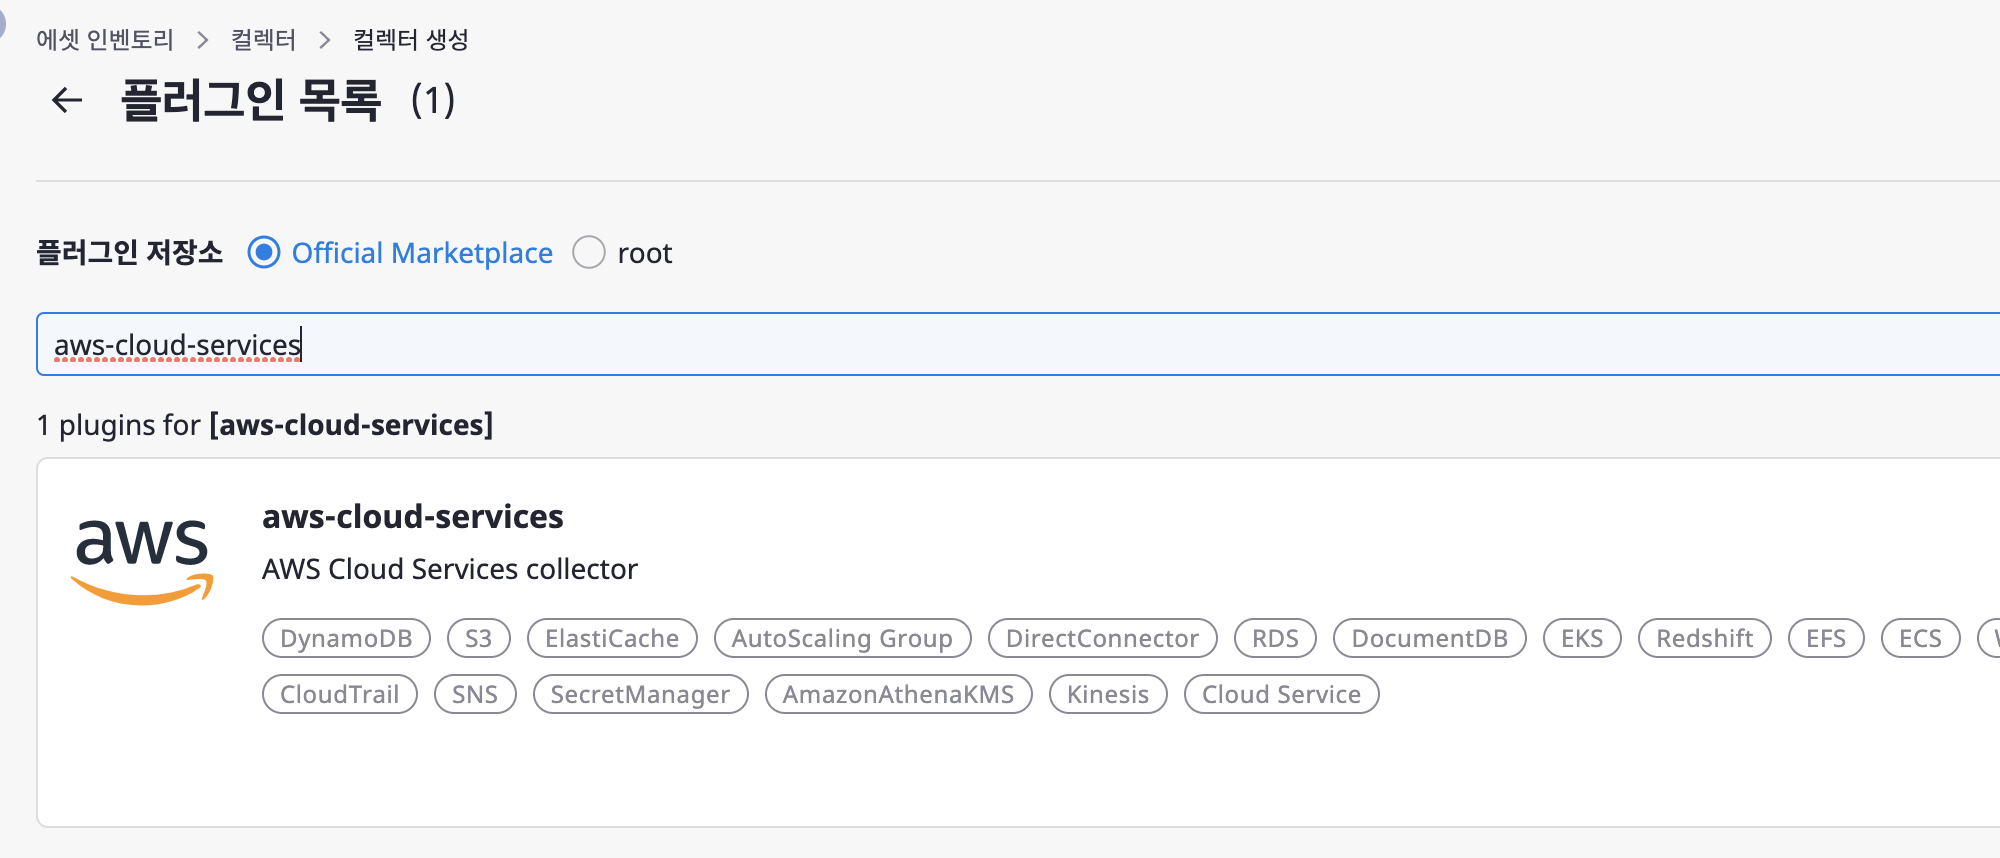 에셋 인벤토리 > 컬렉터 > 컬렉터 생성
← 플러그인 목록 (1)
플러그인 저장소 Official Marketplace root
aws-cloud-services
1 plugins for [aws-cloud-services]
aws
aws-cloud-services
AWS Cloud Services collector
DynamoDB S3 ElastiCache AutoScaling Group DirectConnector RDS DocumentDB EKS Redshift EFS ECS
CloudTrail SNS SecretManager AmazonAthenaKMS Kinesis Cloud Service